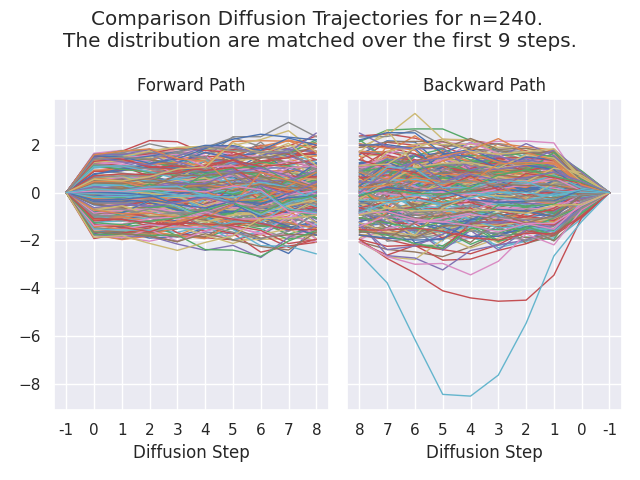 Comparison Diffusion Trajectories for n=240.
The distribution are matched over the first 9 steps.
Forward Path
Backward Path
2
0
−2
−4
−6
−8
-1 0 1 2 3 4 5 6 7 8
8 7 6 5 4 3 2 1 0 -1
Diffusion Step
Diffusion Step